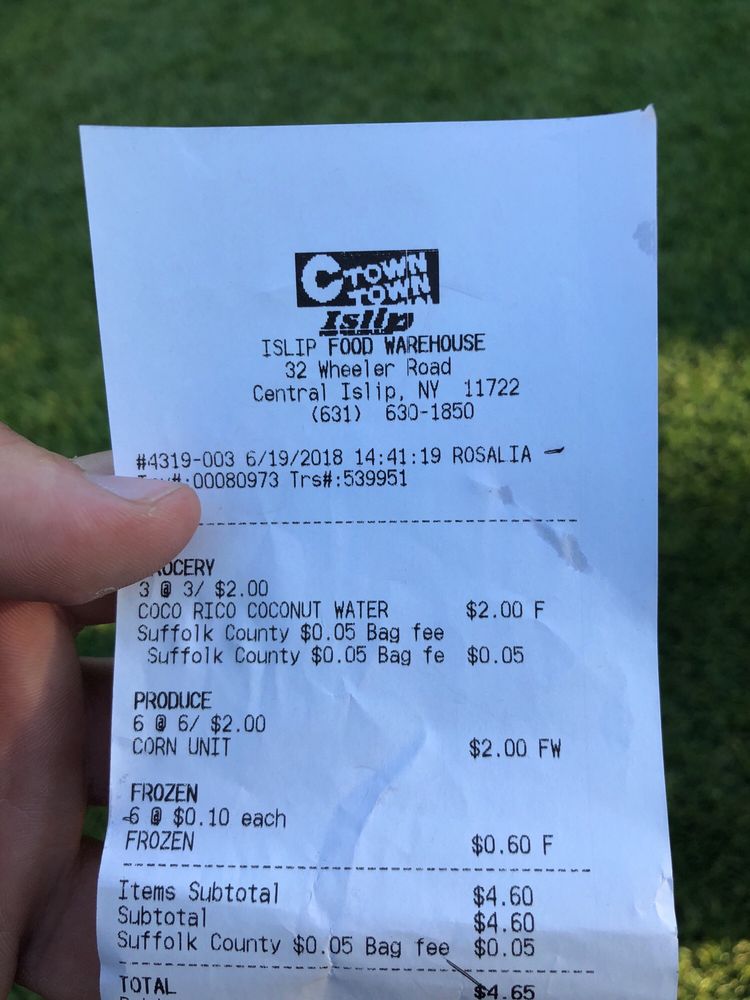 C TOWN
TOWN
Islip
ISLIP FOOD WAREHOUSE
32 Wheeler Road
Central Islip, NY 11722
(631) 630-1850
#4319-003 6/19/2018 14:41:19 ROSALIA
#:00080973 Trs#:539951
GROCERY
3 @ 3/ $2.00
COCO RICO COCONUT WATER $2.00 F
Suffolk County $0.05 Bag fee
Suffolk County $0.05 Bag fe $0.05
PRODUCE
6 @ 6/ $2.00
CORN UNIT $2.00 FW
FROZEN
6 @ $0.10 each
FROZEN $0.60 F
Items Subtotal $4.60
Subtotal $4.60
Suffolk County $0.05 Bag fee $0.05
TOTAL $4.65